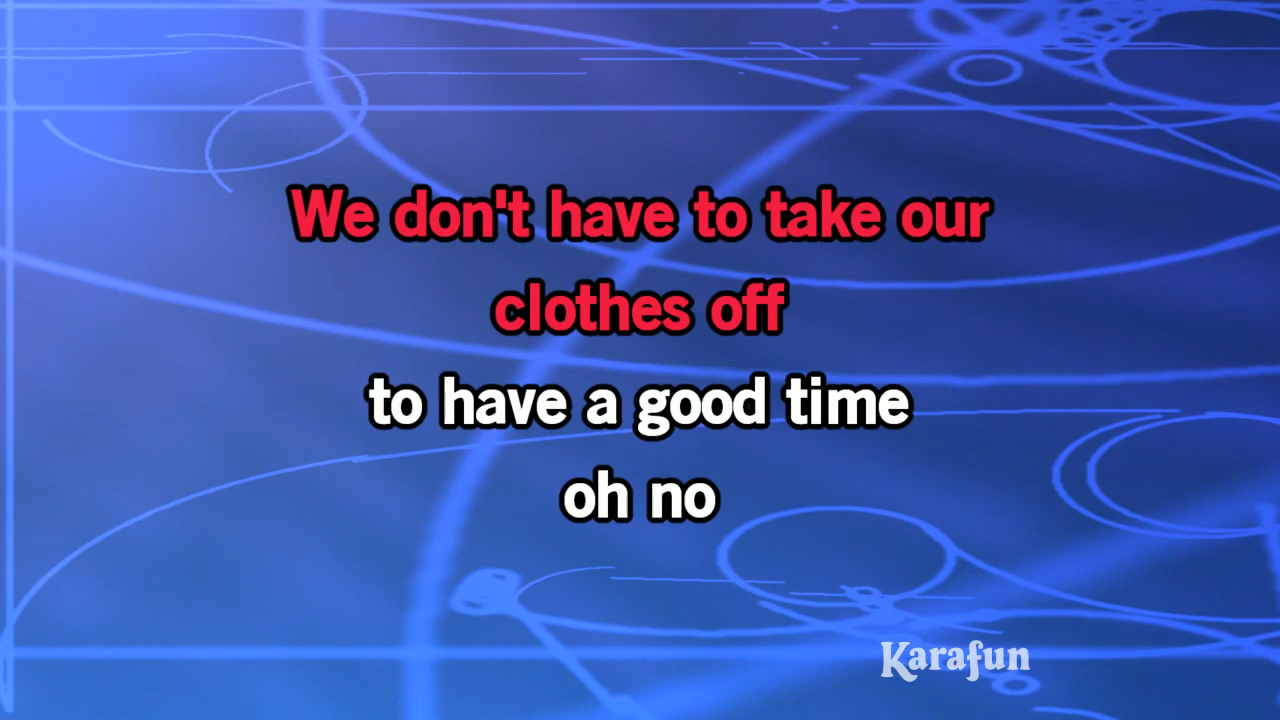 We don't have to take our
clothes off
to have a good time
oh no
Karafun